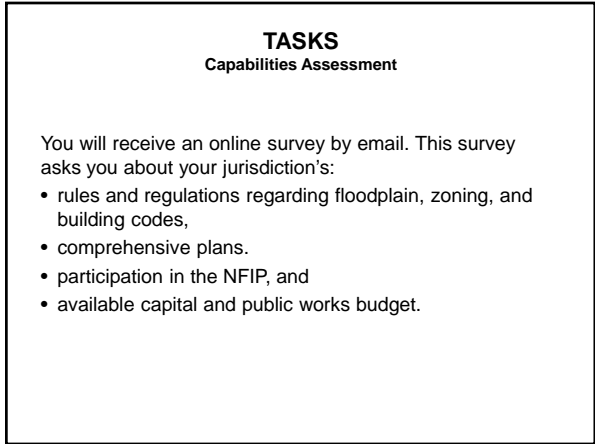 TASKS
Capabilities Assessment
You will receive an online survey by email. This survey
asks you about your jurisdiction's:
• rules and regulations regarding floodplain, zoning, and
building codes,
• comprehensive plans.
• participation in the NFIP, and
• available capital and public works budget.